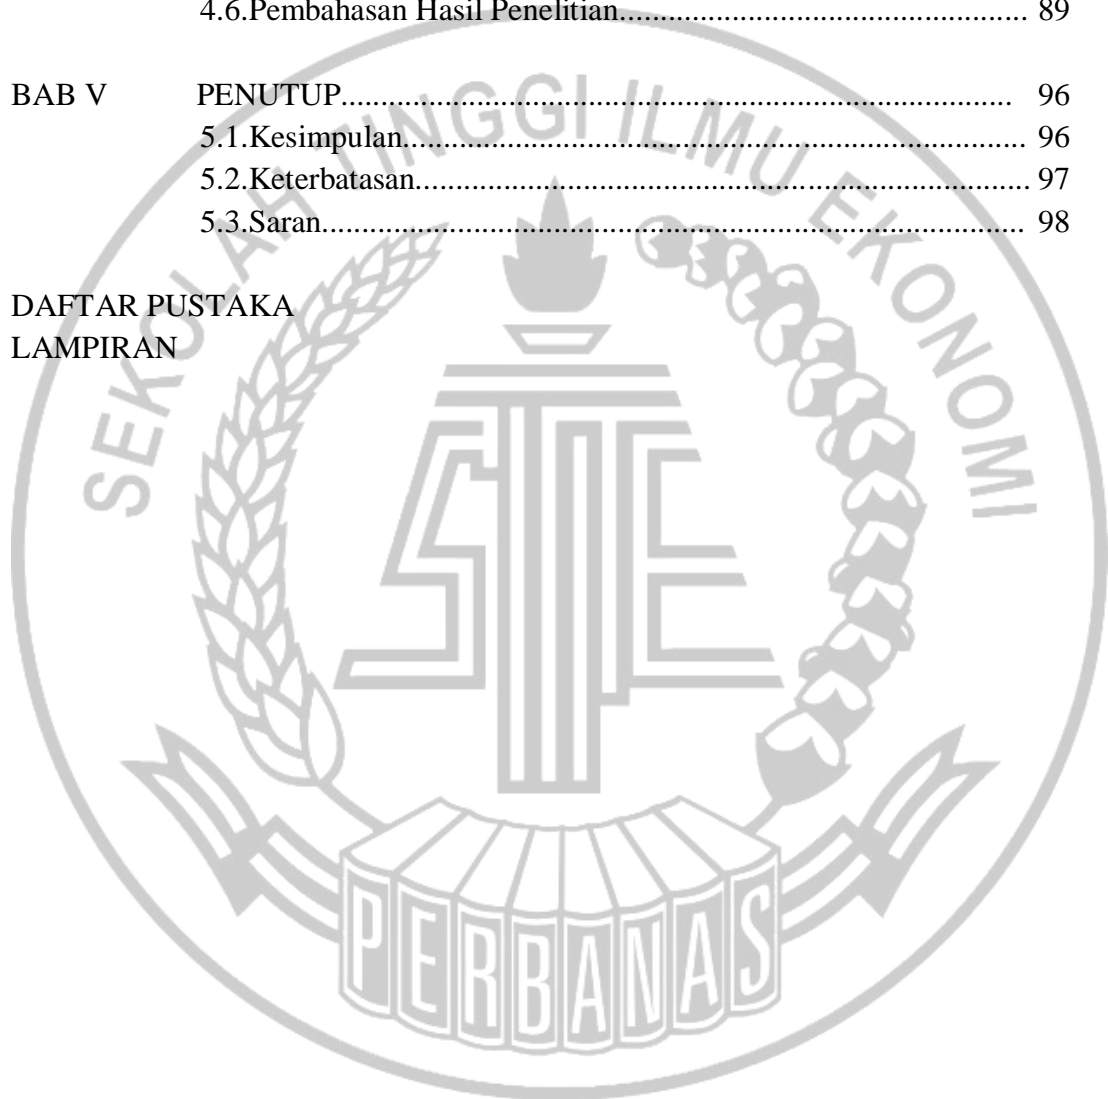 4.6.Pembahasan Hasil Penelitian................................................ 89
BAB V PENUTUP.................................................................................... 96
5.1.Kesimpulan.............................................................................. 96
5.2.Keterbatasan............................................................................ 97
5.3.Saran........................................................................................ 98
DAFTAR PUSTAKA
LAMPIRAN
SEKOLAH TINGGI ILMU EKONOMI
STIE
PERBANAS